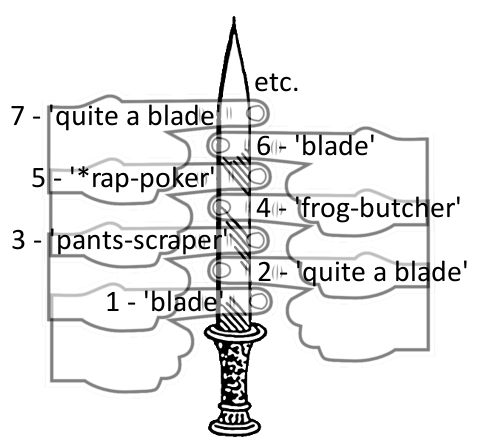 etc.
7 - 'quite a blade'
6 - 'blade'
5 - '*rap-poker'
4 - 'frog-butcher'
3 - 'pants-scraper'
2 - 'quite a blade'
1 - 'blade'